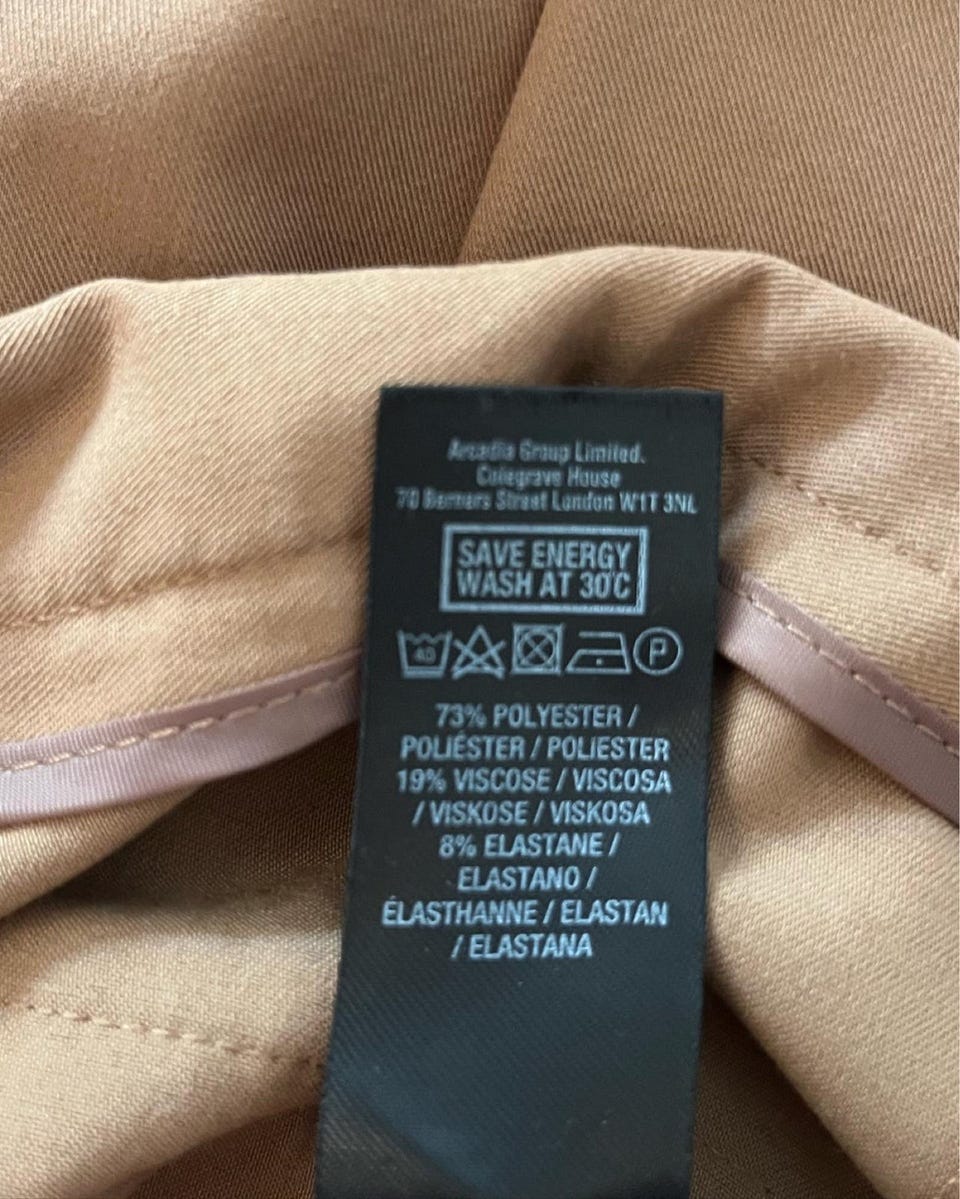 Arcadia Group Limited.
Colegrave House
70 Berners Street London W1T 3NL
SAVE ENERGY
WASH AT 30°C
40 P
73% POLYESTER /
POLIÉSTER / POLIESTER
19% VISCOSE / VISCOSA
/ VISKOSE / VISKOSA
8% ELASTANE /
ELASTANO /
ÉLASTHANNE / ELASTAN
/ ELASTANA